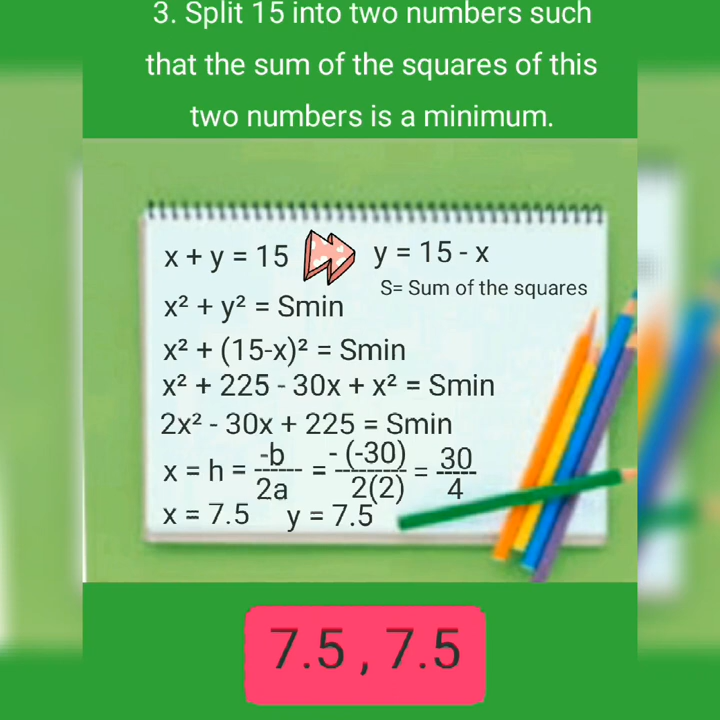 3. Split 15 into two numbers such
that the sum of the squares of this
two numbers is a minimum.
x + y = 15 y = 15 - x
S= Sum of the squares
x² + y² = Smin
x² + (15-x)² = Smin
x² + 225 - 30x + x² = Smin
2x² - 30x + 225 = Smin
x = h = -b/2a = -(-30)/2(2) = 30/4
x = 7.5 y = 7.5
7.5 , 7.5